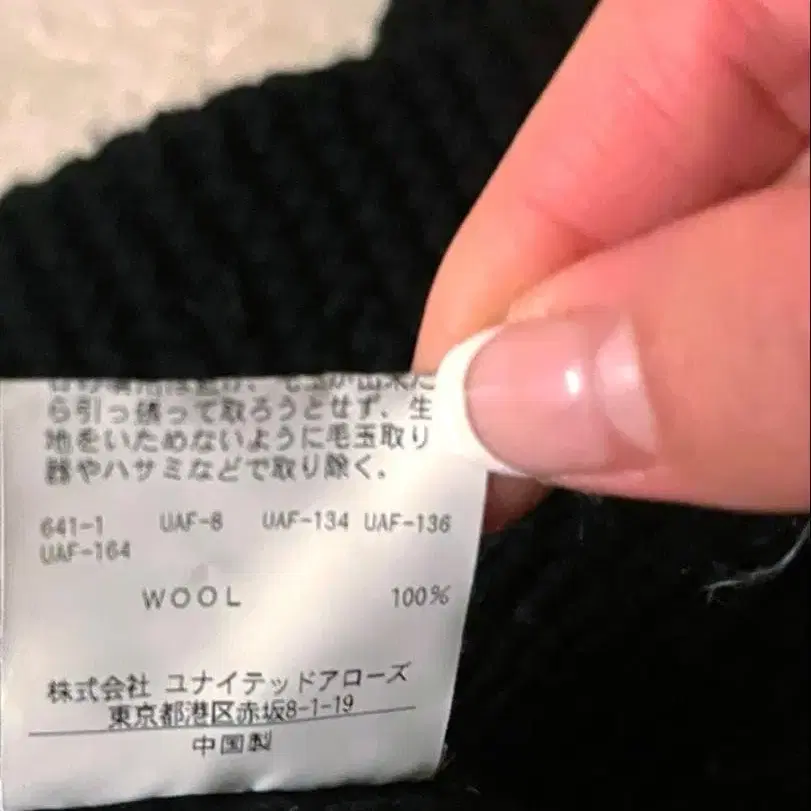 ら引っ張って取ろうとせず、生
地をいためないように毛玉取り
器やハサミなどで取り除く。
641-1 UAF-8 UAF-134 UAF-136
UAF-164
WOOL 100%
株式会社 ユナイテッドアローズ
東京都港区赤坂8-1-19
中国製